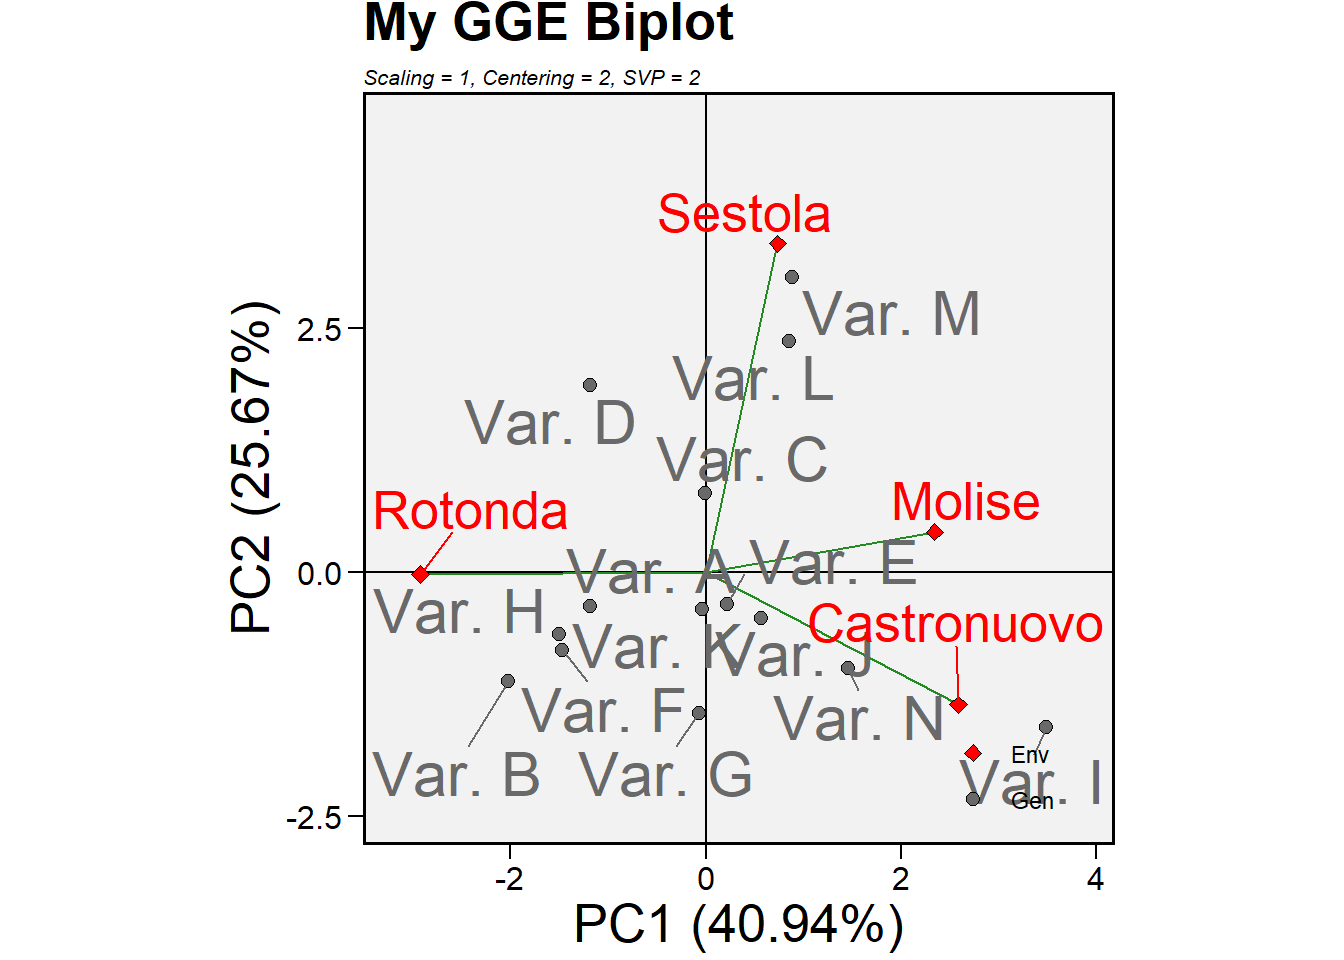 My GGE Biplot
Scaling = 1, Centering = 2, SVP = 2
Sestola
Var. M
2.5
Var. L
Var. D
Var. C
Rotonda
Molise
Var. E
Var. A
0.0
Var. H
Castronuovo
Var. K
Var. J
Var. F
Var. N
Env
Var. B
Var. G
Var. I
Gen
-2.5
-2
0
2
4
PC1 (40.94%)
PC2 (25.67%)